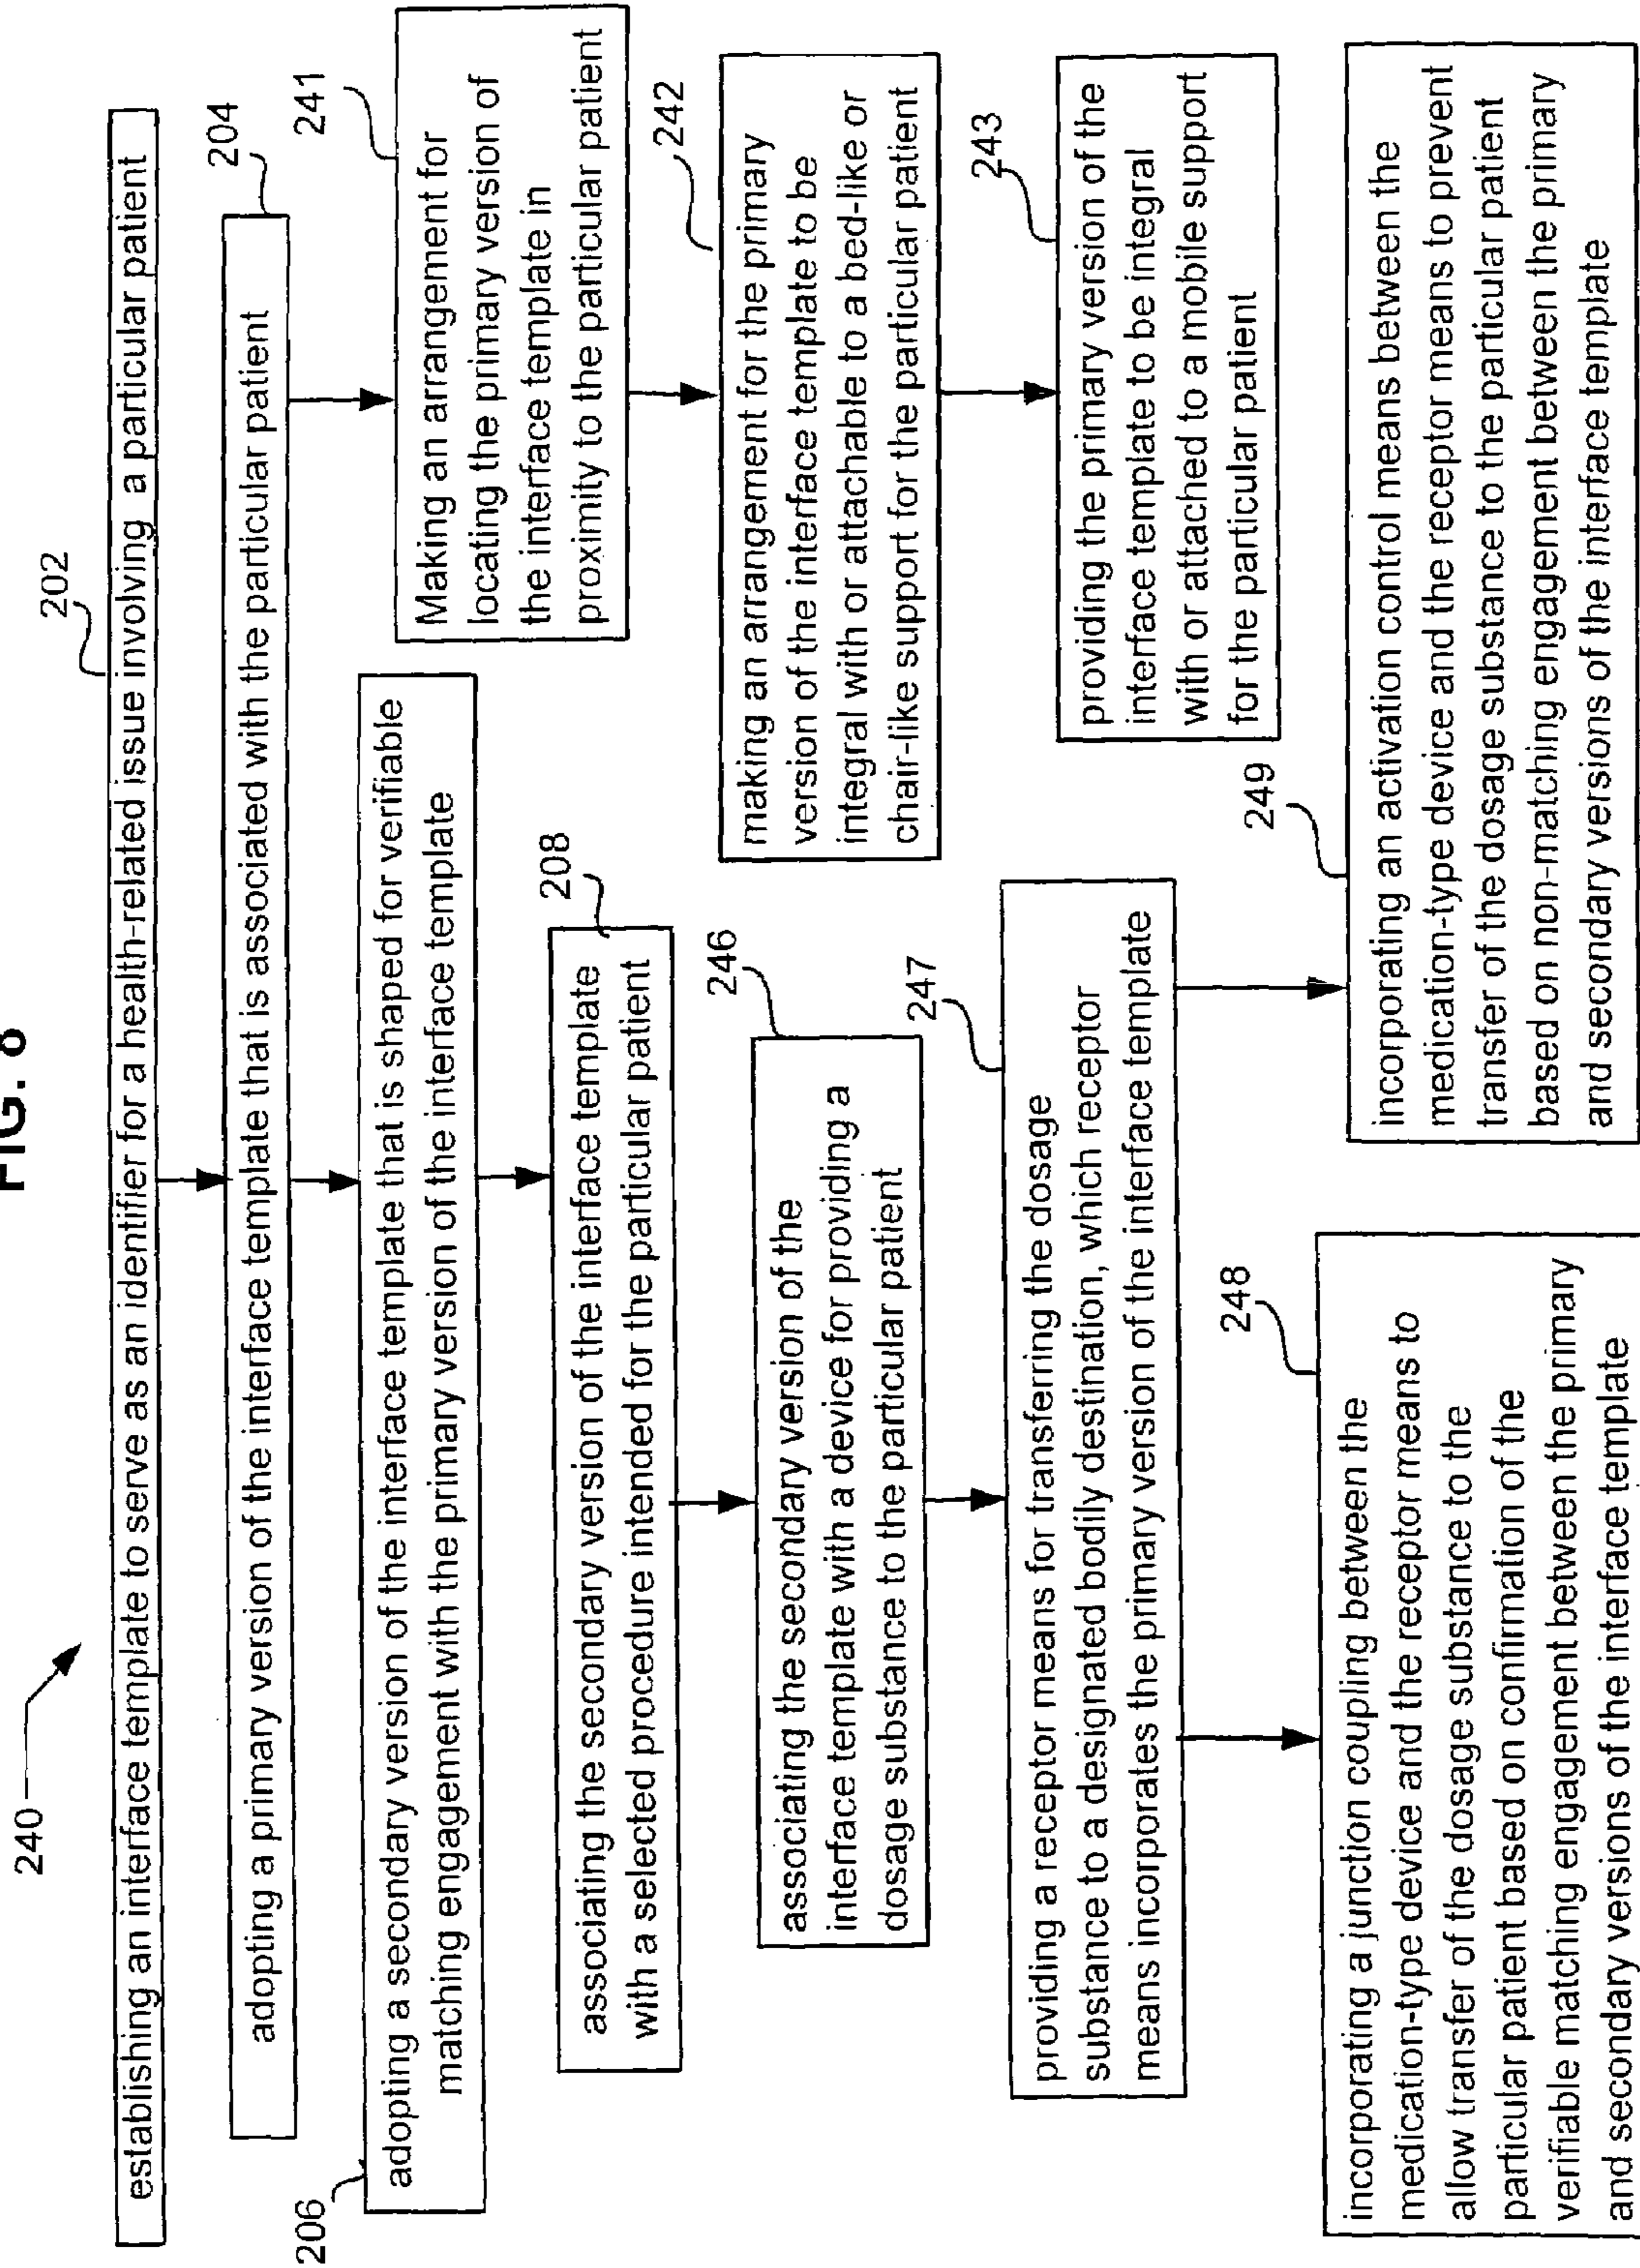 FIG. 8
240
202
establishing an interface template to serve as an identifier for a health-related issue involving a particular patient
204
adopting a primary version of the interface template that is associated with the particular patient
206
adopting a secondary version of the interface template that is shaped for verifiable
matching engagement with the primary version of the interface template
241
Making an arrangement for
locating the primary version of
the interface template in
proximity to the particular patient
208
associating the secondary version of the interface template
with a selected procedure intended for the particular patient
242
making an arrangement for the primary
version of the interface template to be
integral with or attachable to a bed-like or
chair-like support for the particular patient
246
associating the secondary version of the
interface template with a device for providing a
dosage substance to the particular patient
243
providing the primary version of the
interface template to be integral
with or attached to a mobile support
for the particular patient
247
providing a receptor means for transferring the dosage
substance to a designated bodily destination, which receptor
means incorporates the primary version of the interface template
248
incorporating a junction coupling between the
medication-type device and the receptor means to
allow transfer of the dosage substance to the
particular patient based on confirmation of the
verifiable matching engagement between the primary
and secondary versions of the interface template
249
incorporating an activation control means between the
medication-type device and the receptor means to prevent
transfer of the dosage substance to the particular patient
based on non-matching engagement between the primary
and secondary versions of the interface template